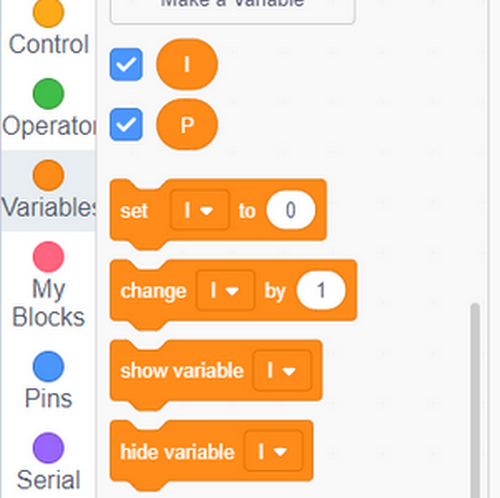 Make a Variable
Control
I
Operator
P
Variables
set I to 0
My
Blocks
change I by 1
Pins
show variable I
Serial
hide variable I